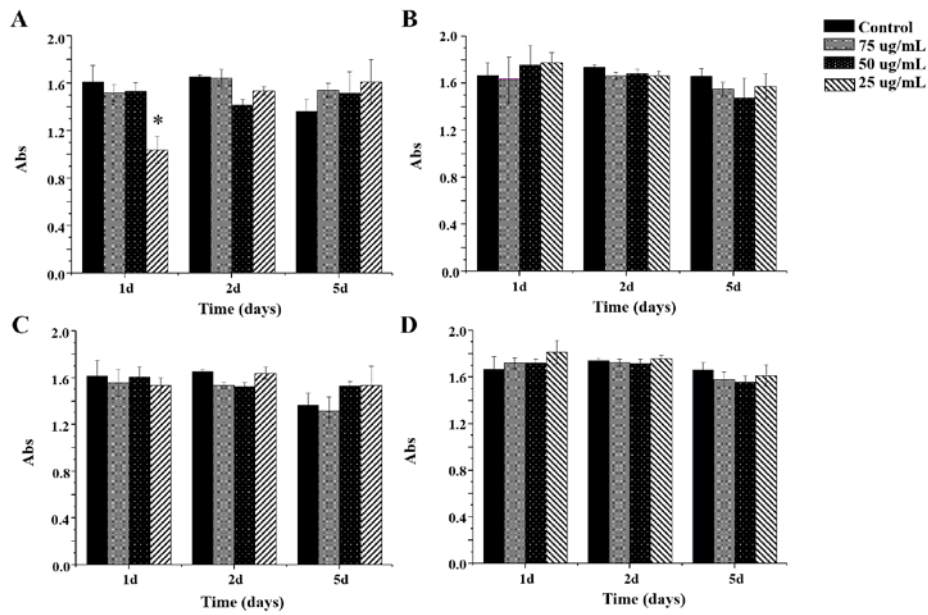 A
2.0
1.6
1.2
0.8
0.4
0.0
Abs
*
1d 2d 5d
Time (days)
B
2.0
1.6
1.2
0.8
0.4
0.0
Abs
1d 2d 5d
Time (days)
Control
75 ug/mL
50 ug/mL
25 ug/mL
C
2.0
1.6
1.2
0.8
0.4
0.0
Abs
1d 2d 5d
Time (days)
D
2.0
1.6
1.2
0.8
0.4
0.0
Abs
1d 2d 5d
Time (days)